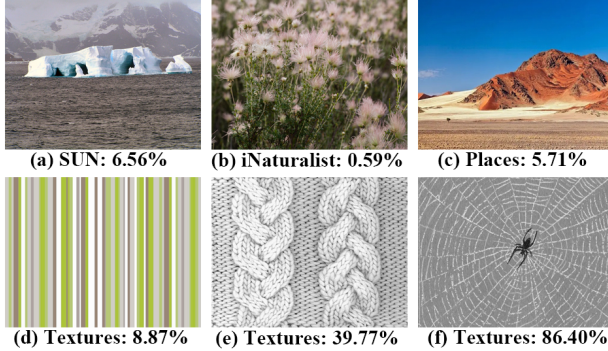 (a) SUN: 6.56%
(b) iNaturalist: 0.59%
(c) Places: 5.71%
(d) Textures: 8.87%
(e) Textures: 39.77%
(f) Textures: 86.40%